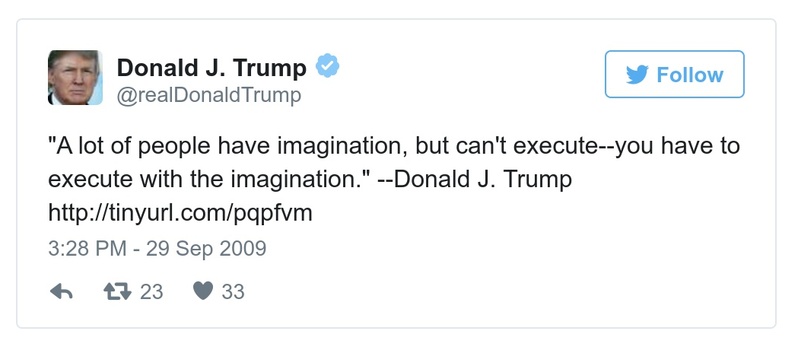 Donald J. Trump
@realDonaldTrump
Follow
"A lot of people have imagination, but can't execute--you have to
execute with the imagination." --Donald J. Trump
http://tinyurl.com/pqpfvm
3:28 PM - 29 Sep 2009
23 33